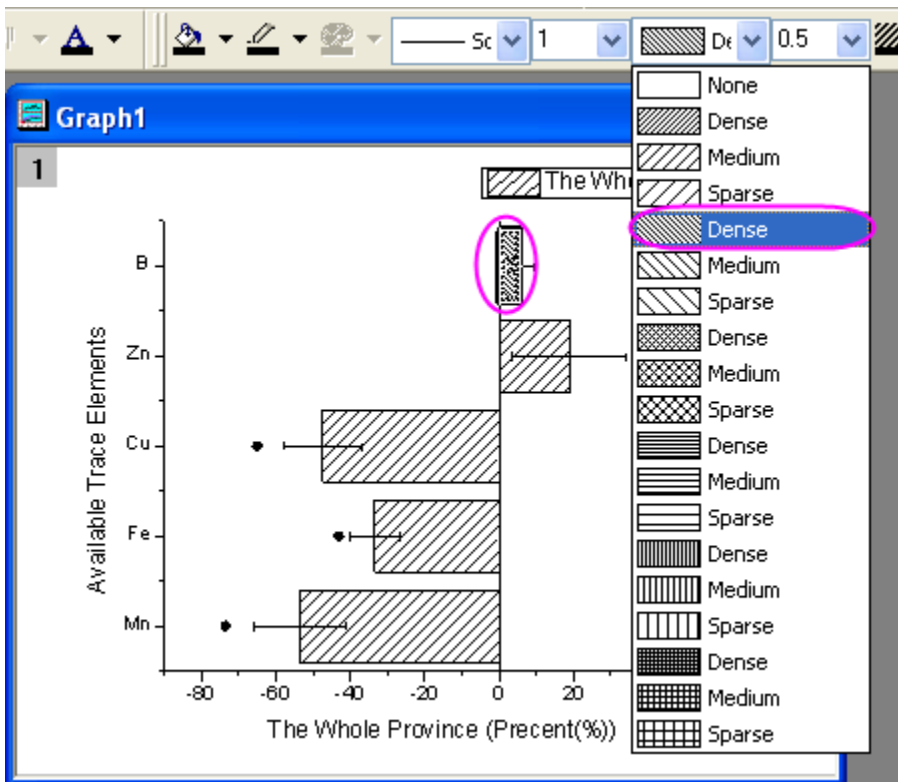 A
Sc
1
De
0.5
Graph1
1
The Wh
B
Zn
Cu
Fe
Mn
Available Trace Elements
-80 -60 -40 -20 0 20
The Whole Province (Precent(%))
None
Dense
Medium
Sparse
Dense
Medium
Sparse
Dense
Medium
Sparse
Dense
Medium
Sparse
Dense
Medium
Sparse
Dense
Medium
Sparse